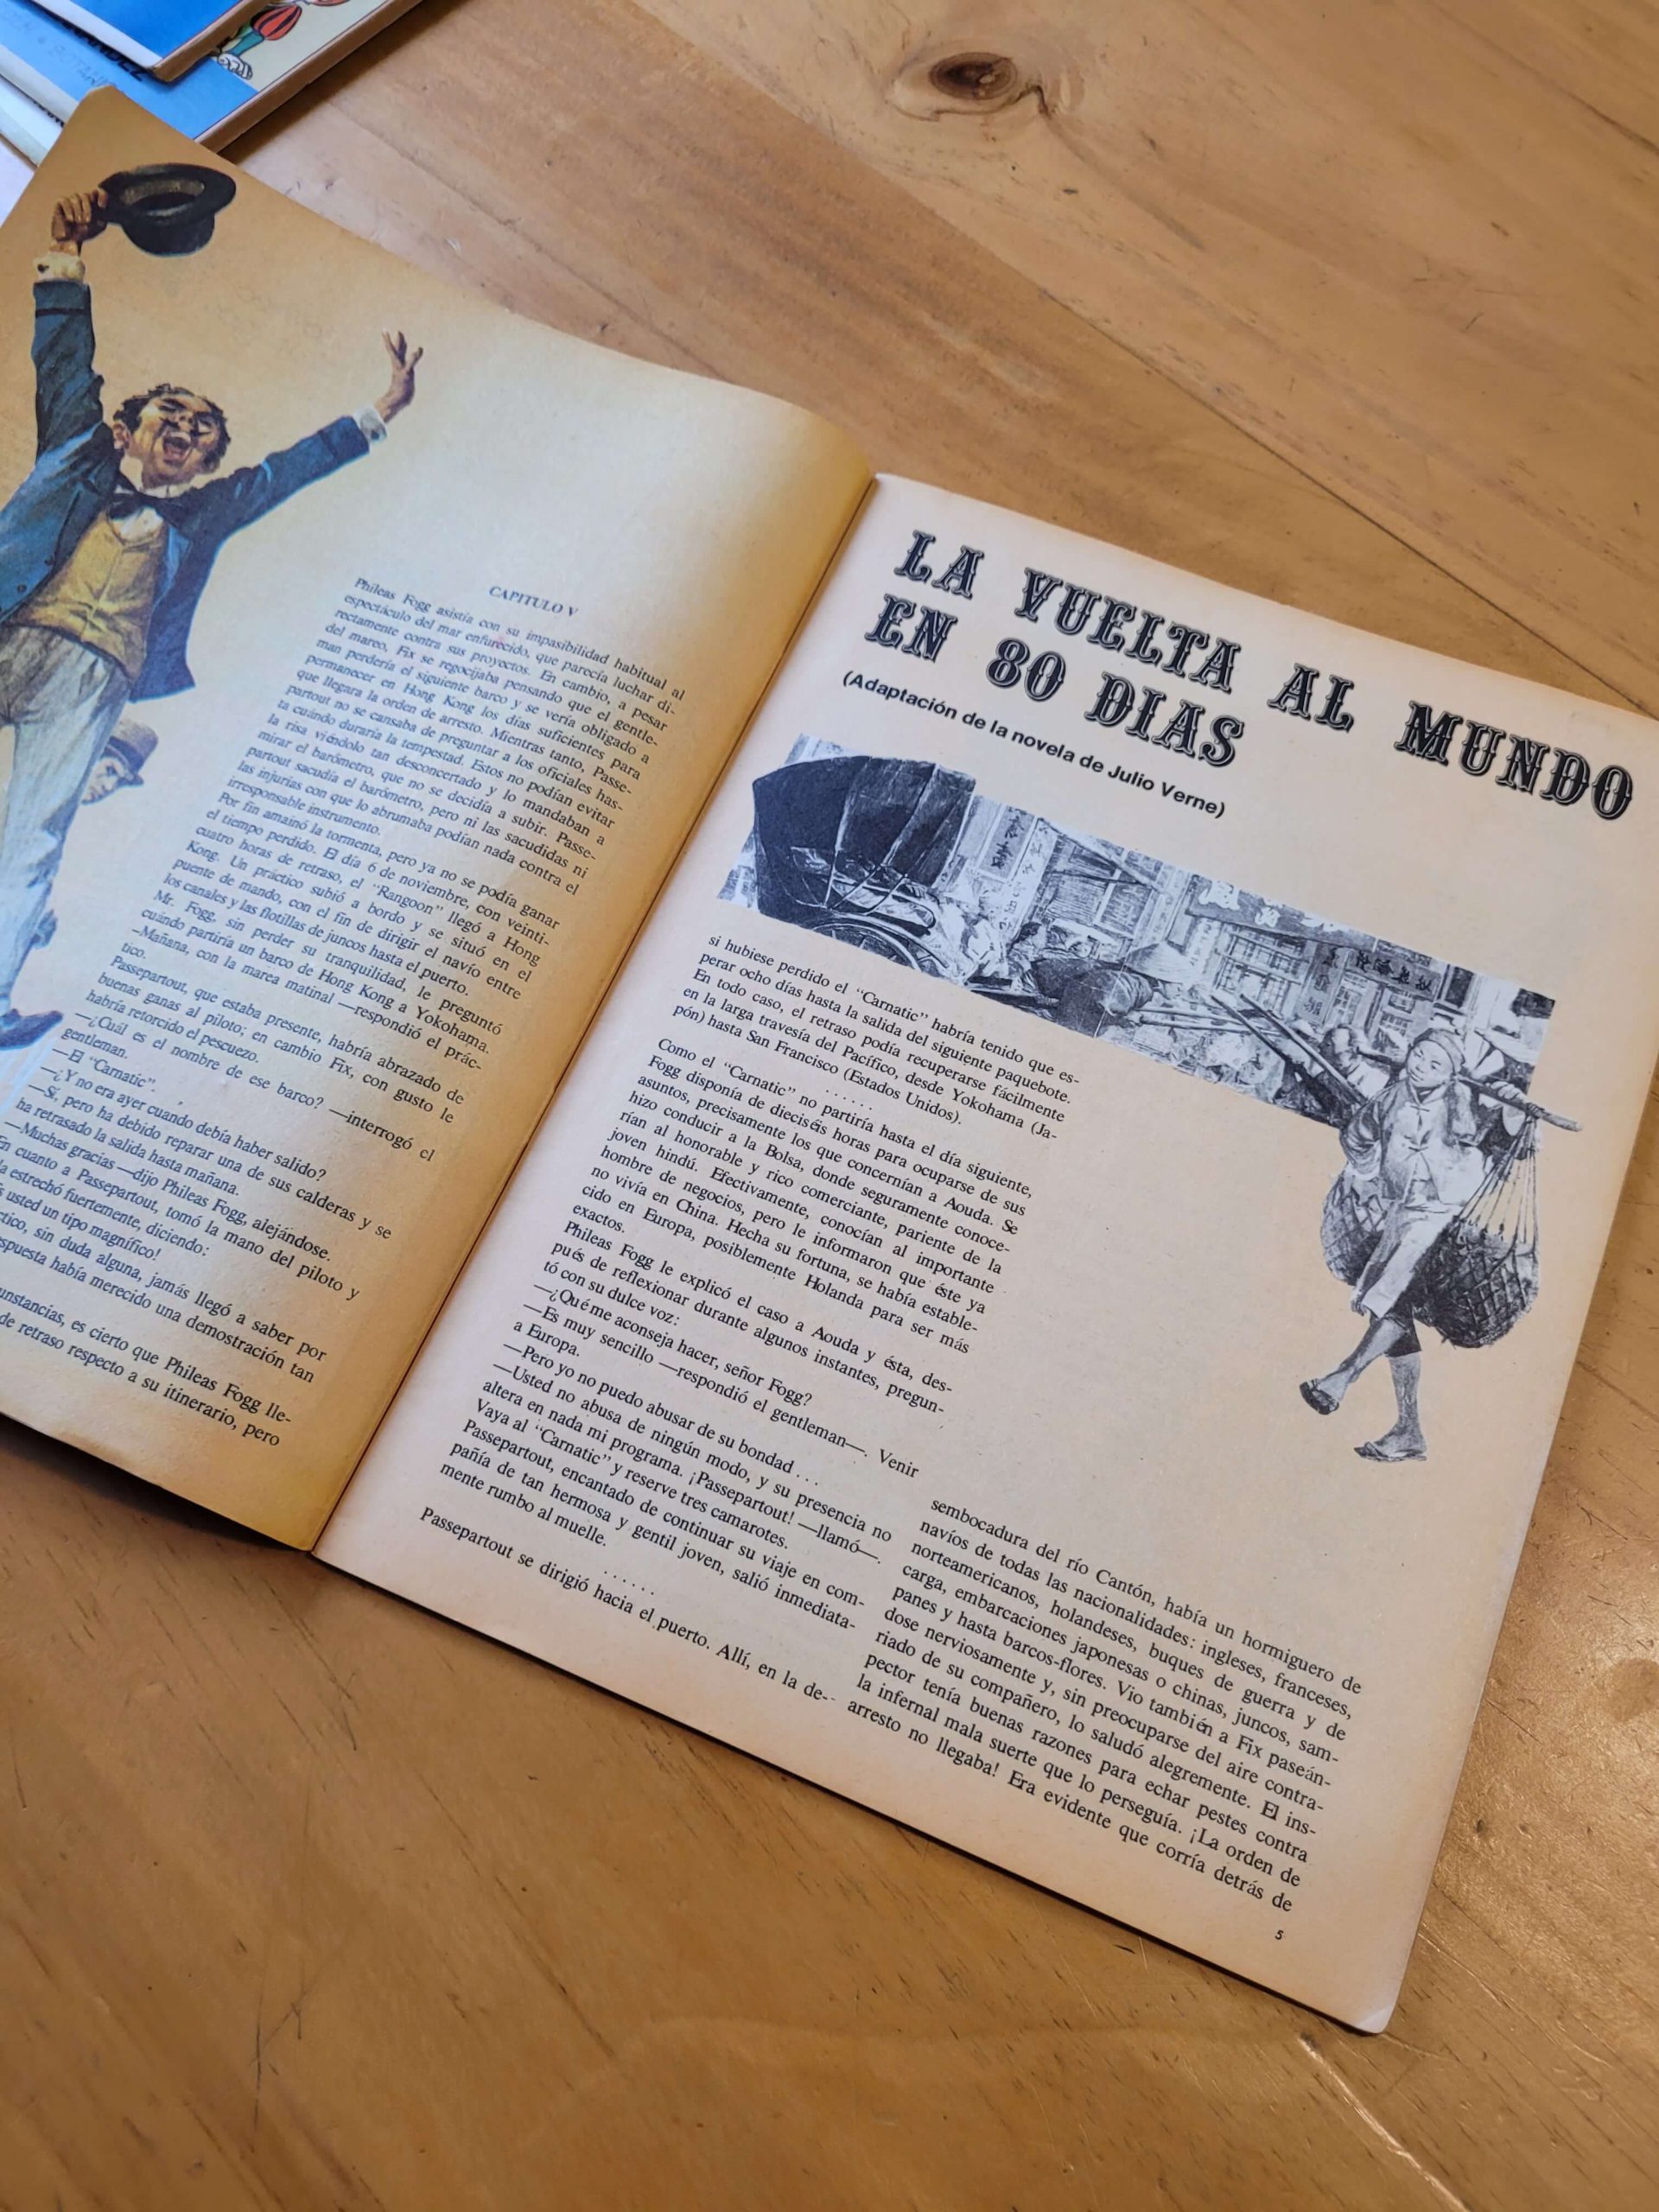 CAPITULO V
Phileas Fogg asistía con su impasibilidad habitual al
espectáculo del mar enfurecido, que parecía luchar di-
rectamente contra sus proyectos. En cambio, a pesar
del mareo, Fix se regocijaba pensando que el gentle-
man perdería el siguiente barco y se vería obligado a
permanecer en Hong Kong los días suficientes para
que llegara la orden de arresto. Mientras tanto, Passe-
partout no se cansaba de preguntar a los oficiales has-
ta cuándo duraría la tempestad. Estos no podían evitar
la risa viéndolo tan desconcertado y lo mandaban a
mirar el barómetro, que no se decidía a subir. Passe-
partout sacudía el barómetro, pero ni las sacudidas ni
las injurias con que lo abrumaba podían nada contra el
irresponsable instrumento.
Por fin amainó la tormenta, pero ya no se podía ganar
el tiempo perdido. El día 6 de noviembre, con veinti-
cuatro horas de retraso, el "Rangoon" llegó a Hong
Kong. Un práctico subió a bordo y se situó en el
puente de mando, con el fin de dirigir el navío entre
los canales y las flotillas de juncos hasta el puerto.
Mr. Fogg, sin perder su tranquilidad, le preguntó
cuándo partiría un barco de Hong Kong a Yokohama.
-Mañana, con la marea matinal —respondió el prác-
tico.
Passepartout, que estaba presente, habría abrazado de
buenas ganas al piloto; en cambio Fix, con gusto le
habría retorcido el pescuezo.
—¿Cuál es el nombre de ese barco? —interrogó el
gentleman.
—El "Carnatic".
—¿Y no era ayer cuando debía haber salido?
—Sí, pero ha debido reparar una de sus calderas y se
ha retrasado la salida hasta mañana.
—Muchas gracias —dijo Phileas Fogg, alejándose.
En cuanto a Passepartout, tomó la mano del piloto y
la estrechó fuertemente, diciendo:
usted un tipo magnífico!
sin duda alguna, jamás llegó a saber por
había merecido una demostración tan
es cierto que Phileas Fogg lle-
de retraso respecto a su itinerario, pero
LA VUELTA AL MUNDO
EN 80 DIAS
(Adaptación de la novela de Julio Verne)
si hubiese perdido el "Carnatic" habría tenido que es-
perar ocho días hasta la salida del siguiente paquebote.
En todo caso, el retraso podía recuperarse fácilmente
en la larga travesía del Pacífico, desde Yokohama (Ja-
pón) hasta San Francisco (Estados Unidos).
......
Como el "Carnatic" no partiría hasta el día siguiente,
Fogg disponía de dieciséis horas para ocuparse de sus
asuntos, precisamente los que concernían a Aouda. Se
hizo conducir a la Bolsa, donde seguramente conoce-
rían al honorable y rico comerciante, pariente de la
joven hindú. Efectivamente, conocían al importante
hombre de negocios, pero le informaron que éste ya
no vivía en China. Hecha su fortuna, se había estable-
cido en Europa, posiblemente Holanda para ser más
exactos.
Phileas Fogg le explicó el caso a Aouda y ésta, des-
pués de reflexionar durante algunos instantes, pregun-
tó con su dulce voz:
—¿Qué me aconseja hacer, señor Fogg?
—Es muy sencillo —respondió el gentleman—. Venir
a Europa.
—Pero yo no puedo abusar de su bondad . . .
—Usted no abusa de ningún modo, y su presencia no
altera en nada mi programa. ¡Passepartout! —llamó—.
Vaya al "Carnatic" y reserve tres camarotes.
Passepartout, encantado de continuar su viaje en com-
pañía de tan hermosa y gentil joven, salió inmediata-
mente rumbo al muelle.
......
Passepartout se dirigió hacia el puerto. Allí, en la de-
sembocadura del río Cantón, había un hormiguero de
navíos de todas las nacionalidades: ingleses, franceses,
norteamericanos, holandeses, buques de guerra y de
carga, embarcaciones japonesas o chinas, juncos, sam-
panes y hasta barcos-flores. Vio también a Fix paseán-
dose nerviosamente y, sin preocuparse del aire contra-
riado de su compañero, lo saludó alegremente. El ins-
pector tenía buenas razones para echar pestes contra
la infernal mala suerte que lo perseguía. ¡La orden de
arresto no llegaba! Era evidente que corría detrás de
5